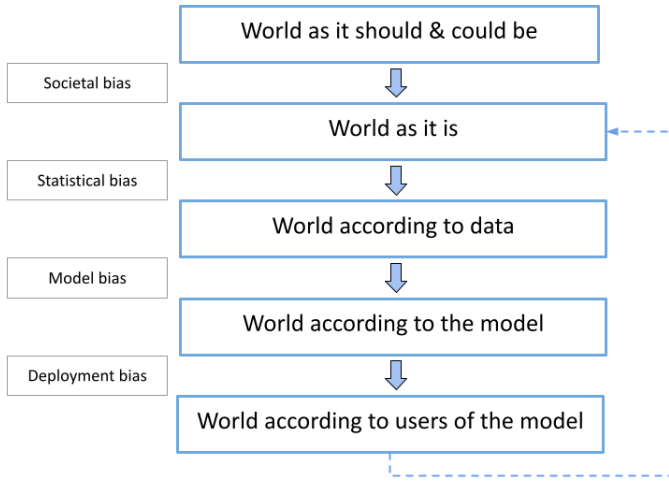 World as it should & could be
Societal bias
World as it is
Statistical bias
World according to data
Model bias
World according to the model
Deployment bias
World according to users of the model